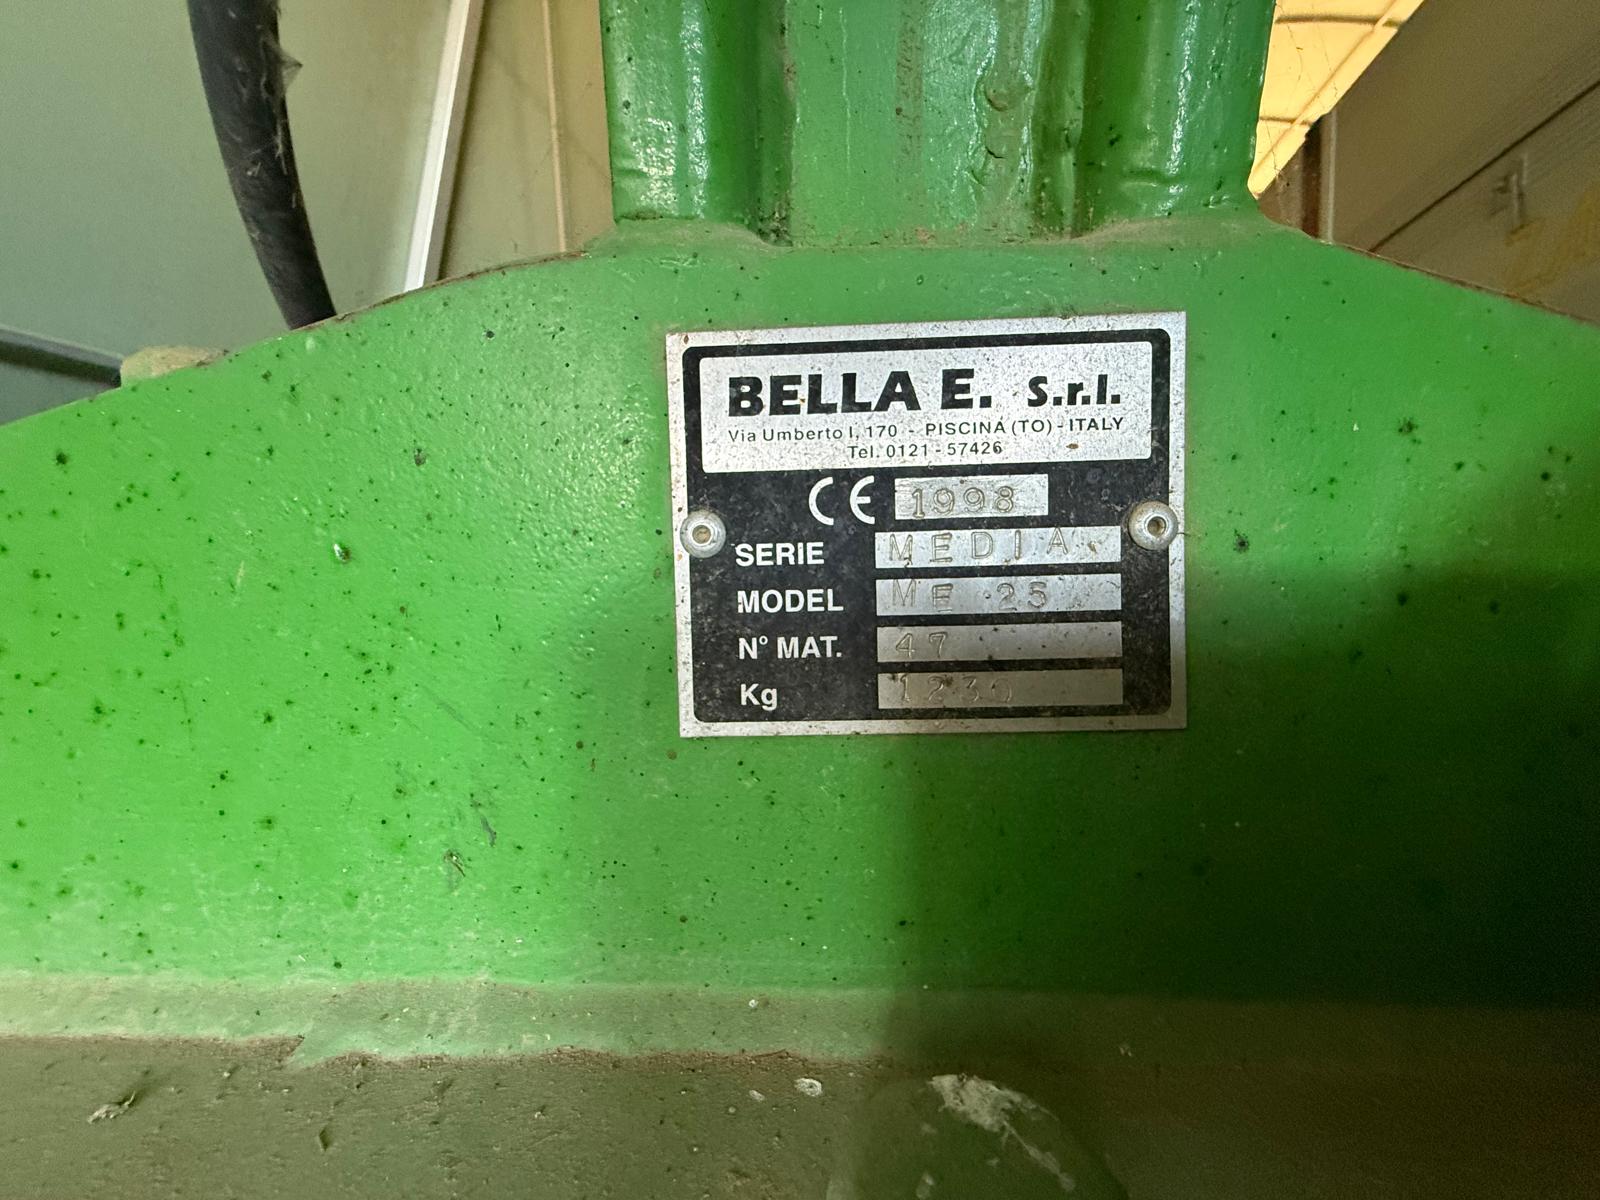 BELLA E. S.r.l.
Via Umberto I, 170 - PISCINA (TO) - ITALY
Tel. 0121 - 57426
CE 1998
SERIE MEDIA
MODEL ME 25
N° MAT. 47
Kg 1230